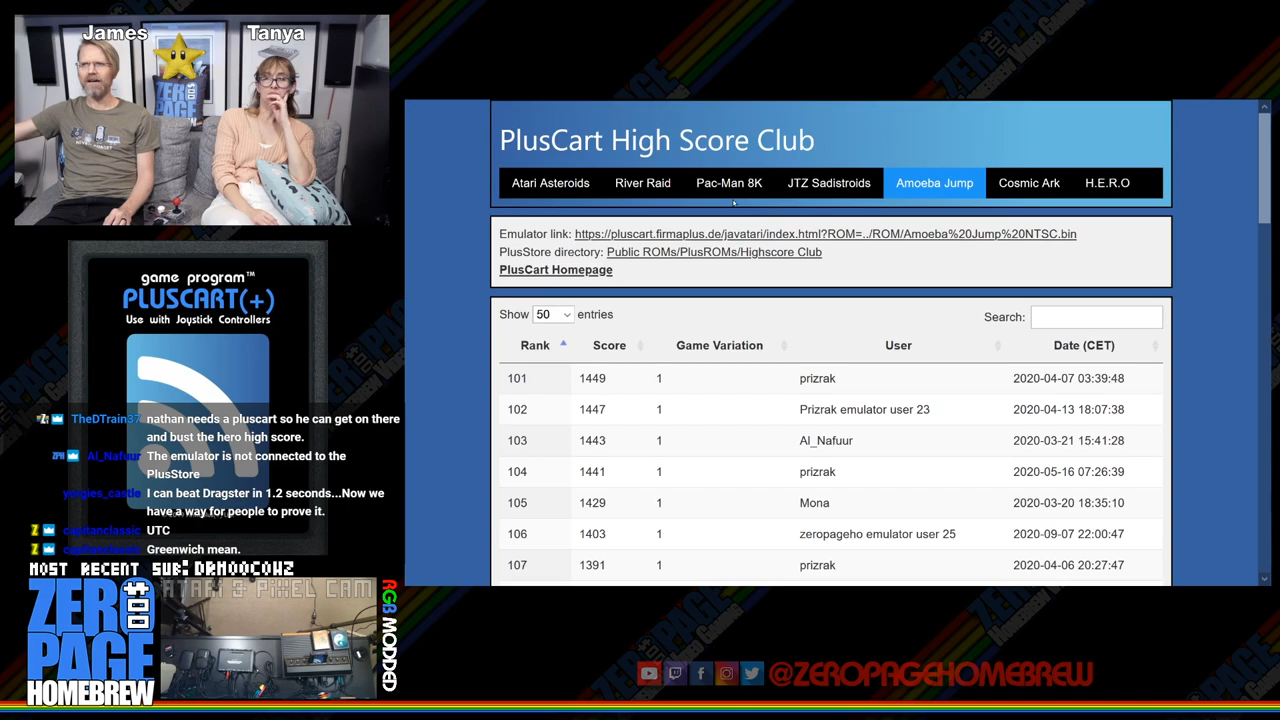 James
Tanya
ZERO
PAGE
game program™
PLUSCART(+)
Use with Joystick Controllers
TheDTrain37 nathan needs a pluscart so he can get on there
and bust the hero high score.
Al_Nafuur The emulator is not connected to the
PlusStore
yorgies_castle I can beat Dragster in 1.2 seconds...Now we
have a way for people to prove it.
capitanclassic UTC
capitanclassic Greenwich mean.
MOST RECENT SUB: DRMOOCOWZ
ATARI & PIXEL CAM
ZERO
PAGE
HOMEBREW
RGB MODDED
PlusCart High Score Club
Atari Asteroids River Raid Pac-Man 8K JTZ Sadistroids Amoeba Jump Cosmic Ark H.E.R.O
Emulator link: https://pluscart.firmaplus.de/javatari/index.html?ROM=../ROM/Amoeba%20Jump%20NTSC.bin
PlusStore directory: Public ROMs/PlusROMs/Highscore Club
PlusCart Homepage
Show 50 entries Search:
Rank Score Game Variation User Date (CET)
101 1449 1 prizrak 2020-04-07 03:39:48
102 1447 1 Prizrak emulator user 23 2020-04-13 18:07:38
103 1443 1 Al_Nafuur 2020-03-21 15:41:28
104 1441 1 prizrak 2020-05-16 07:26:39
105 1429 1 Mona 2020-03-20 18:35:10
106 1403 1 zeropageho emulator user 25 2020-09-07 22:00:47
107 1391 1 prizrak 2020-04-06 20:27:47
@ZEROPAGEHOMEBREW